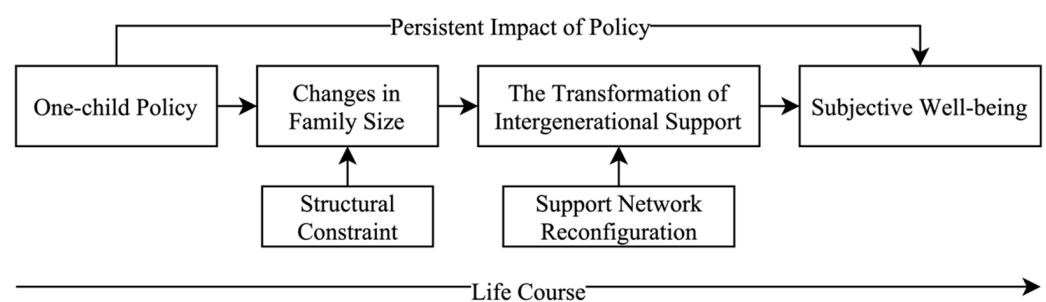 Persistent Impact of Policy
One-child Policy
Changes in
Family Size
The Transformation of
Intergenerational Support
Subjective Well-being
Structural
Constraint
Support Network
Reconfiguration
Life Course